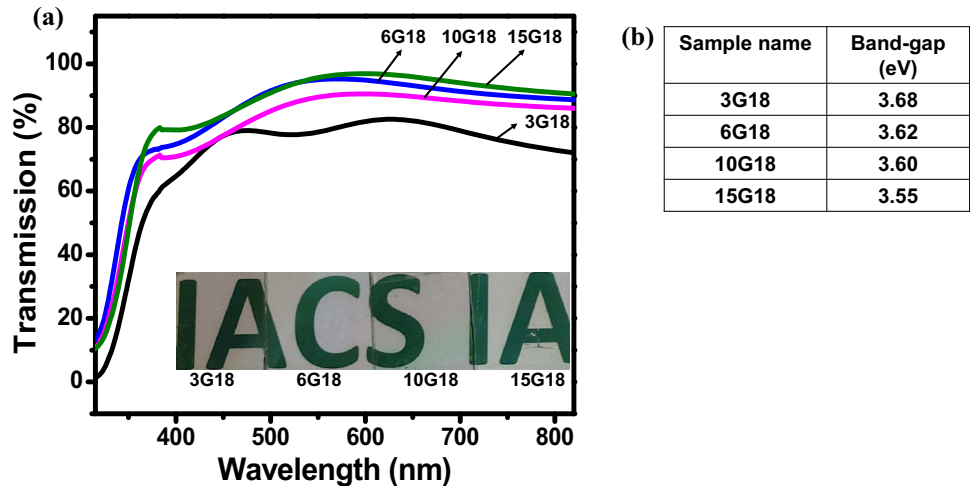 (a)
6G18 10G18 15G18
3G18
Transmission (%)
100
80
60
40
20
0
IACS IA
3G18 6G18 10G18 15G18
400 500 600 700 800
Wavelength (nm)
(b)
Sample name Band-gap (eV)
3G18 3.68
6G18 3.62
10G18 3.60
15G18 3.55